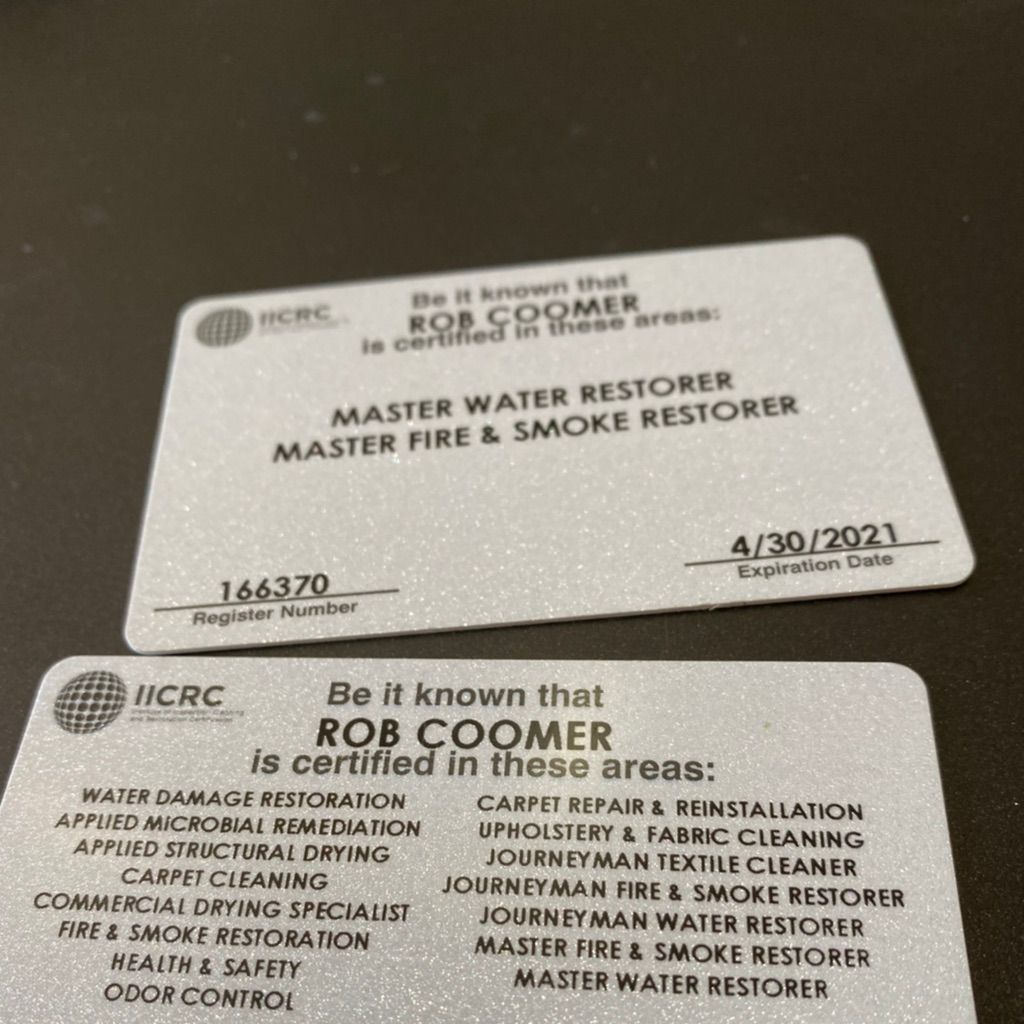 IICRC
Be it known that
ROB COOMER
is certified in these areas:
MASTER WATER RESTORER
MASTER FIRE & SMOKE RESTORER
166370
Register Number
4/30/2021
Expiration Date
IICRC
Be it known that
ROB COOMER
is certified in these areas:
WATER DAMAGE RESTORATION
APPLIED MICROBIAL REMEDIATION
APPLIED STRUCTURAL DRYING
CARPET CLEANING
COMMERCIAL DRYING SPECIALIST
FIRE & SMOKE RESTORATION
HEALTH & SAFETY
ODOR CONTROL
CARPET REPAIR & REINSTALLATION
UPHOLSTERY & FABRIC CLEANING
JOURNEYMAN TEXTILE CLEANER
JOURNEYMAN FIRE & SMOKE RESTORER
JOURNEYMAN WATER RESTORER
MASTER FIRE & SMOKE RESTORER
MASTER WATER RESTORER